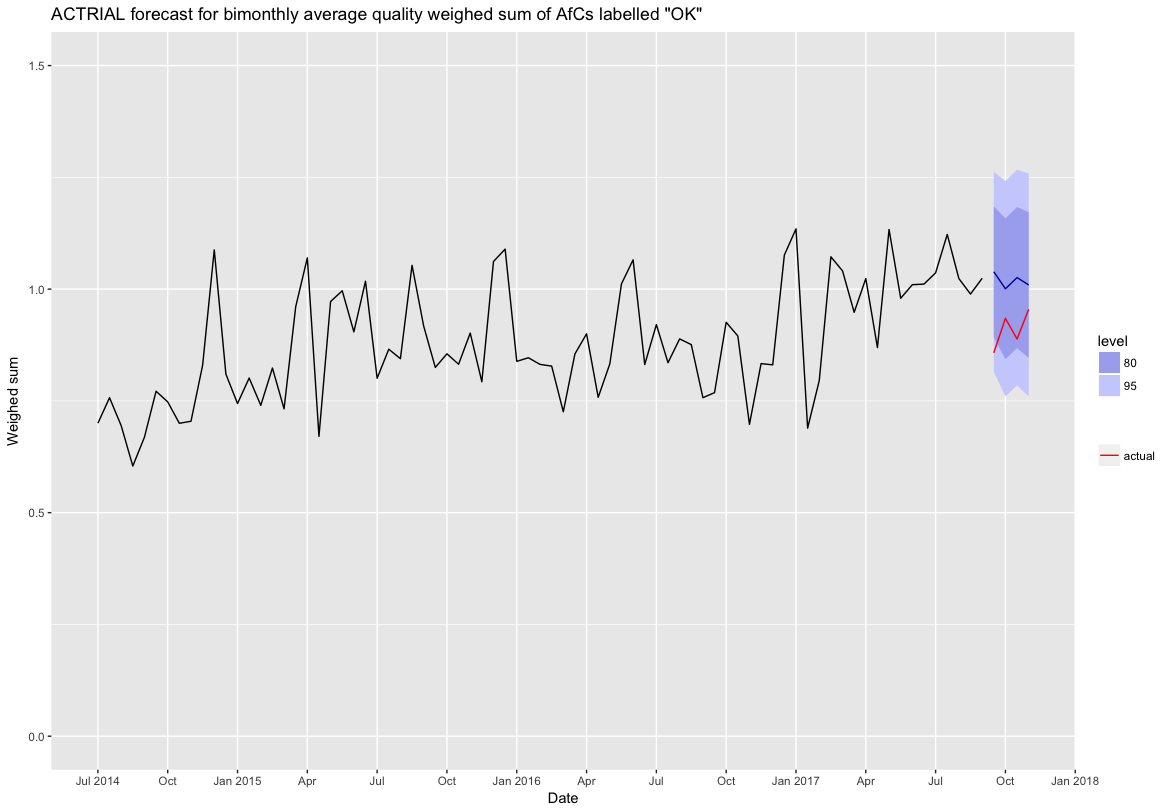 ACTRIAL forecast for bimonthly average quality weighed sum of AfCs labelled "OK"
1.5
1.0
0.5
0.0
Weighed sum
Jul 2014 Oct Jan 2015 Apr Jul Oct Jan 2016 Apr Jul Oct Jan 2017 Apr Jul Oct Jan 2018
Date
level
80
95
actual